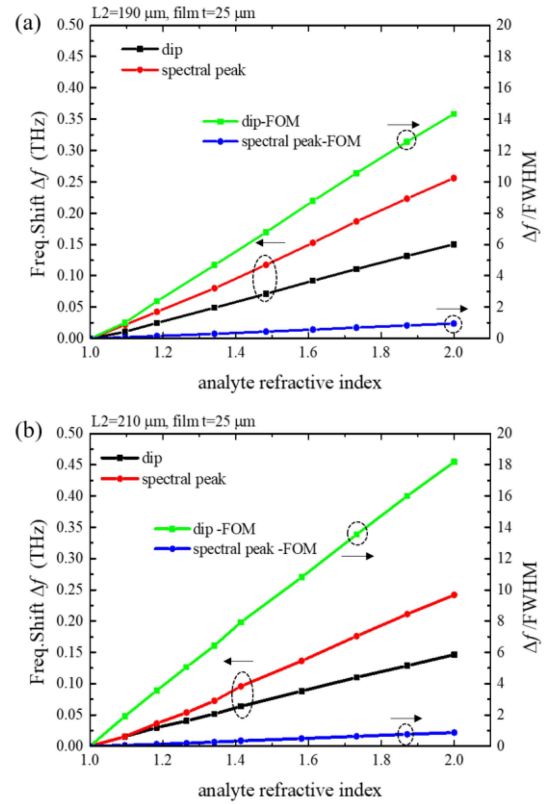 (a)
L2=190 μm, film t=25 μm
dip
spectral peak
dip-FOM
spectral peak-FOM
Freq.Shift Δf (THz)
0.50
0.45
0.40
0.35
0.30
0.25
0.20
0.15
0.10
0.05
0.00
20
18
16
14
12
10
8
6
4
2
0
Δf/FWHM
1.0 1.2 1.4 1.6 1.8 2.0
analyte refractive index
(b)
L2=210 μm, film t=25 μm
dip
spectral peak
dip -FOM
spectral peak -FOM
Freq.Shift Δf (THz)
0.50
0.45
0.40
0.35
0.30
0.25
0.20
0.15
0.10
0.05
0.00
20
18
16
14
12
10
8
6
4
2
0
Δf/FWHM
1.0 1.2 1.4 1.6 1.8 2.0
analyte refractive index